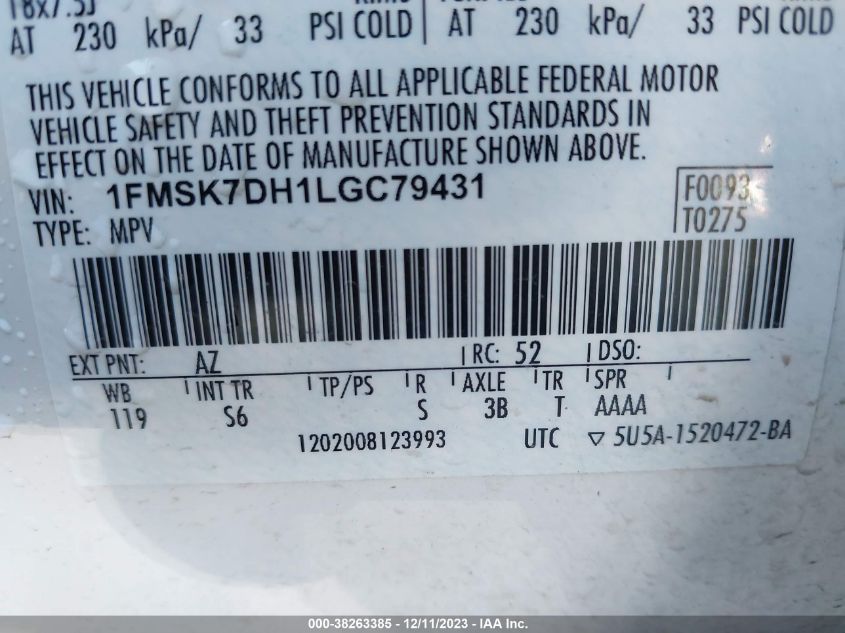 18x7.5J
AT 230 kPa/ 33 PSI COLD AT 230 kPa/ 33 PSI COLD
THIS VEHICLE CONFORMS TO ALL APPLICABLE FEDERAL MOTOR
VEHICLE SAFETY AND THEFT PREVENTION STANDARDS IN
EFFECT ON THE DATE OF MANUFACTURE SHOWN ABOVE.
VIN: 1FMSK7DH1LGC79431
F0093
TYPE: MPV
T0275
EXT PNT: AZ RC: 52 DSO:
WB INT TR TP/PS R AXLE TR SPR
119 S6 S 3B T AAAA
1202008123993 UTC ▽ 5U5A-1520472-BA
000-38263385 - 12/11/2023 - IAA Inc.